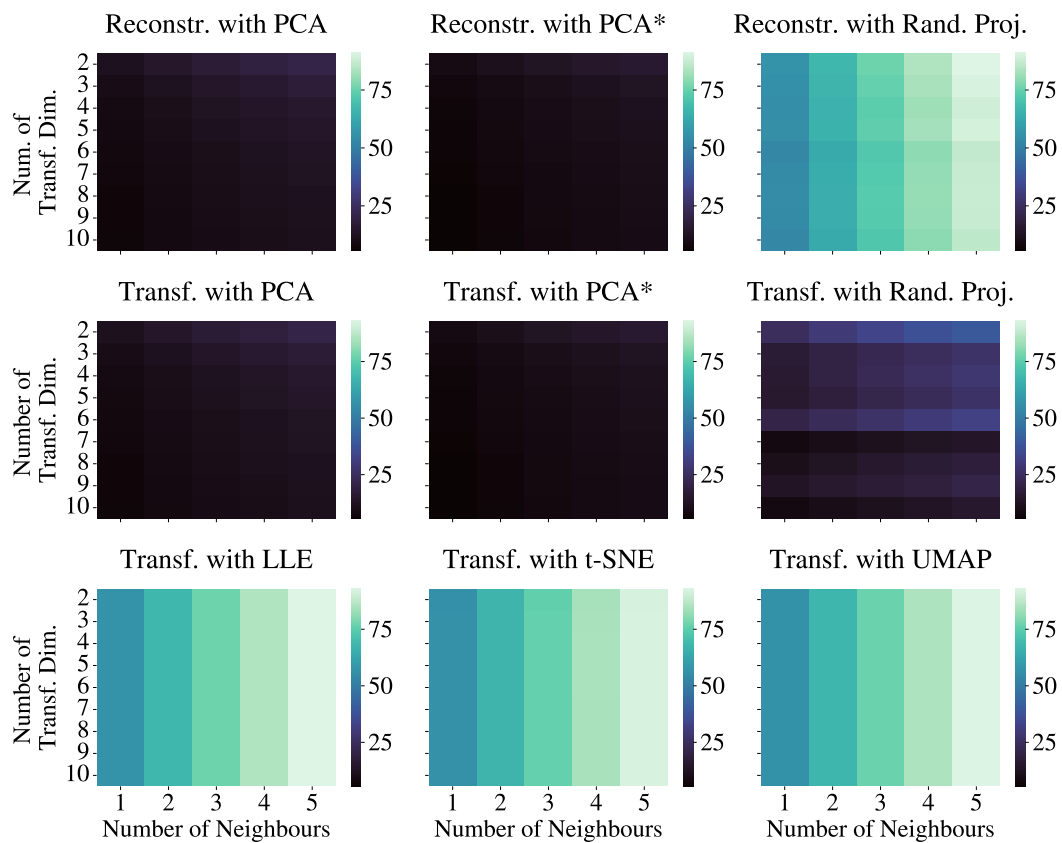 Reconstr. with PCA
Reconstr. with PCA*
Reconstr. with Rand. Proj.
Num. of
Transf. Dim.
2
3
4
5
6
7
8
9
10
75
50
25
75
50
25
75
50
25
Transf. with PCA
Transf. with PCA*
Transf. with Rand. Proj.
Number of
Transf. Dim.
2
3
4
5
6
7
8
9
10
75
50
25
75
50
25
75
50
25
Transf. with LLE
Transf. with t-SNE
Transf. with UMAP
Number of
Transf. Dim.
2
3
4
5
6
7
8
9
10
75
50
25
75
50
25
75
50
25
1 2 3 4 5
1 2 3 4 5
1 2 3 4 5
Number of Neighbours
Number of Neighbours
Number of Neighbours